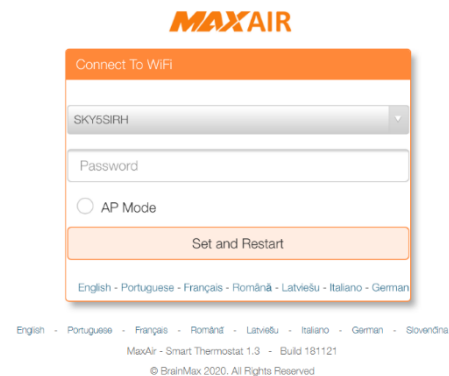 MAXAIR
Connect To WiFi
SKY5SIRH
Password
AP Mode
Set and Restart
English - Portuguese - Français - Română - Latviešu - Italiano - German
English - Portuguese - Français - Română - Latviešu - Italiano - German - Slovenčina
MaxAir - Smart Thermostat 1.3 - Build 181121
© BrainMax 2020. All Rights Reserved